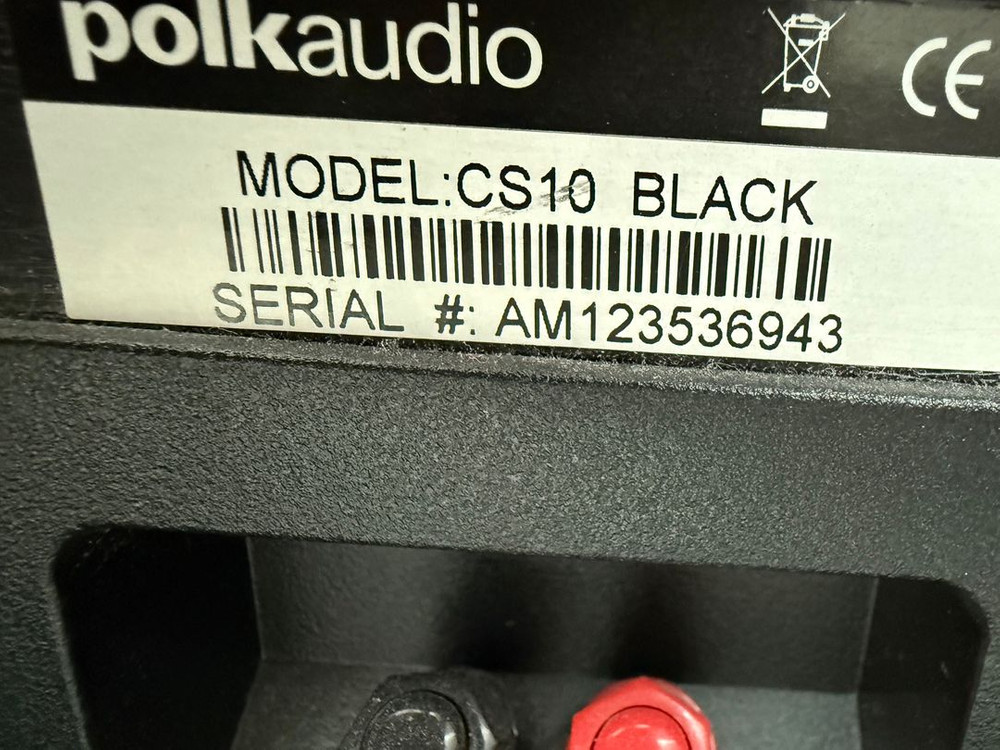 polkaudio
CE
MODEL:CS10 BLACK
SERIAL #: AM123536943